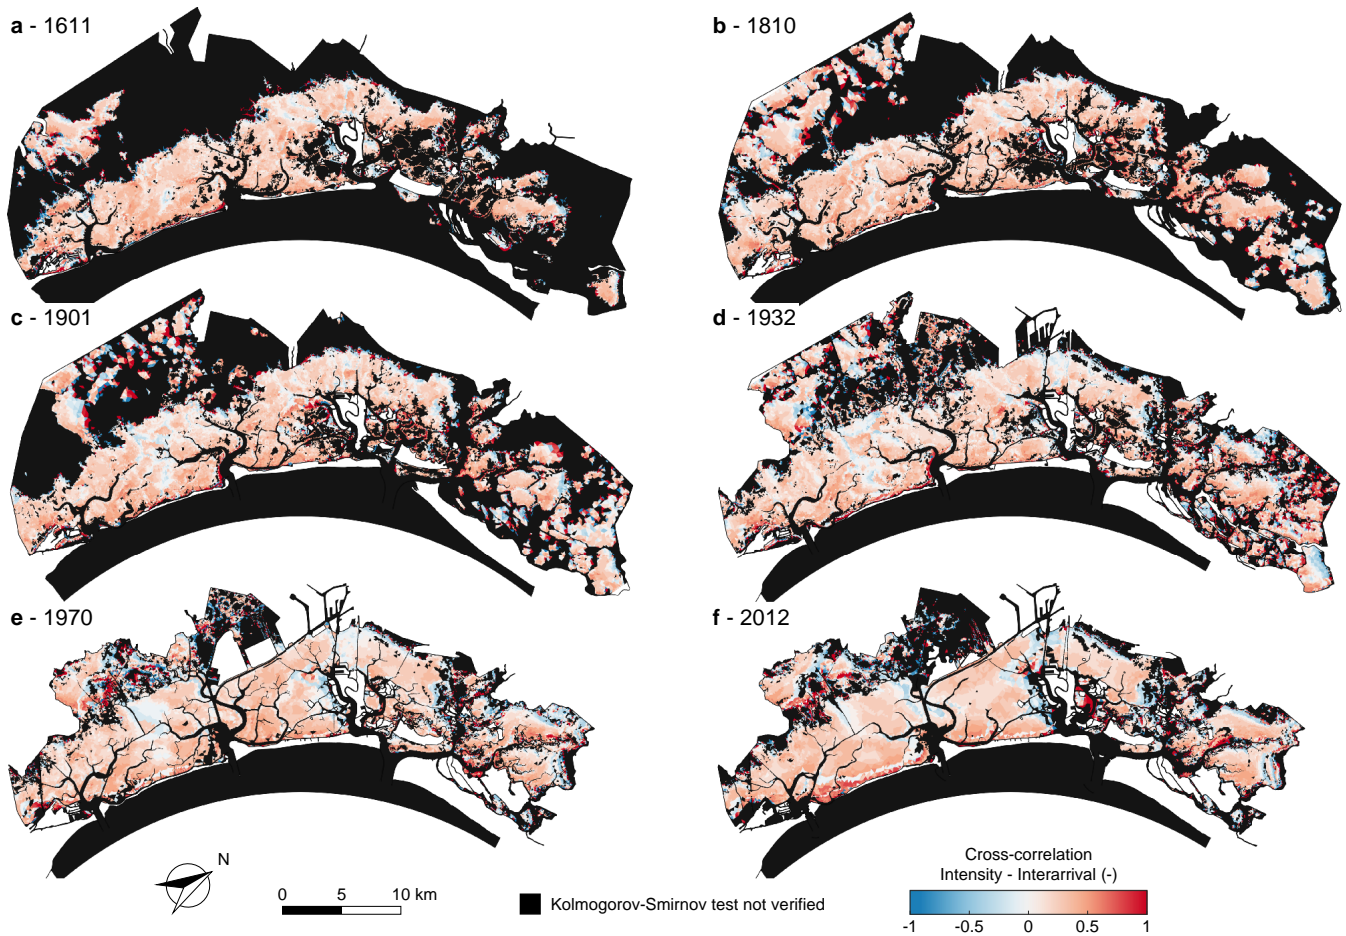 a - 1611
b - 1810
c - 1901
d - 1932
e - 1970
f - 2012
N
0 5 10 km
Kolmogorov-Smirnov test not verified
Cross-correlation
Intensity - Interarrival (-)
-1 -0.5 0 0.5 1